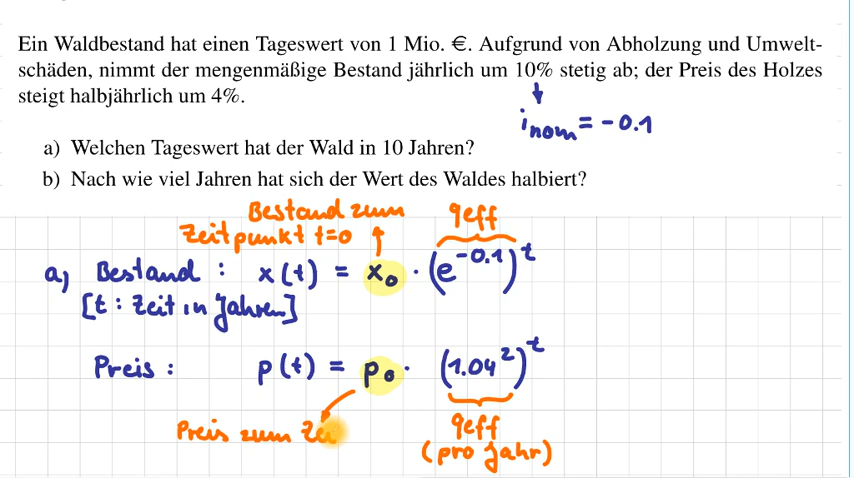 Ein Waldbestand hat einen Tageswert von 1 Mio. €. Aufgrund von Abholzung und Umwelt-
schäden, nimmt der mengenmäßige Bestand jährlich um 10% stetig ab; der Preis des Holzes
steigt halbjährlich um 4%.
i_nom = -0.1
a) Welchen Tageswert hat der Wald in 10 Jahren?
b) Nach wie viel Jahren hat sich der Wert des Waldes halbiert?
Bestand zum qeff
Zeitpunkt t=0
a) Bestand : x(t) = x₀ · (e^-0.1)^t
[t : Zeit in Jahren]
Preis : p(t) = p₀ · (1.04²)^t
Preis zum Zei qeff
(pro Jahr)